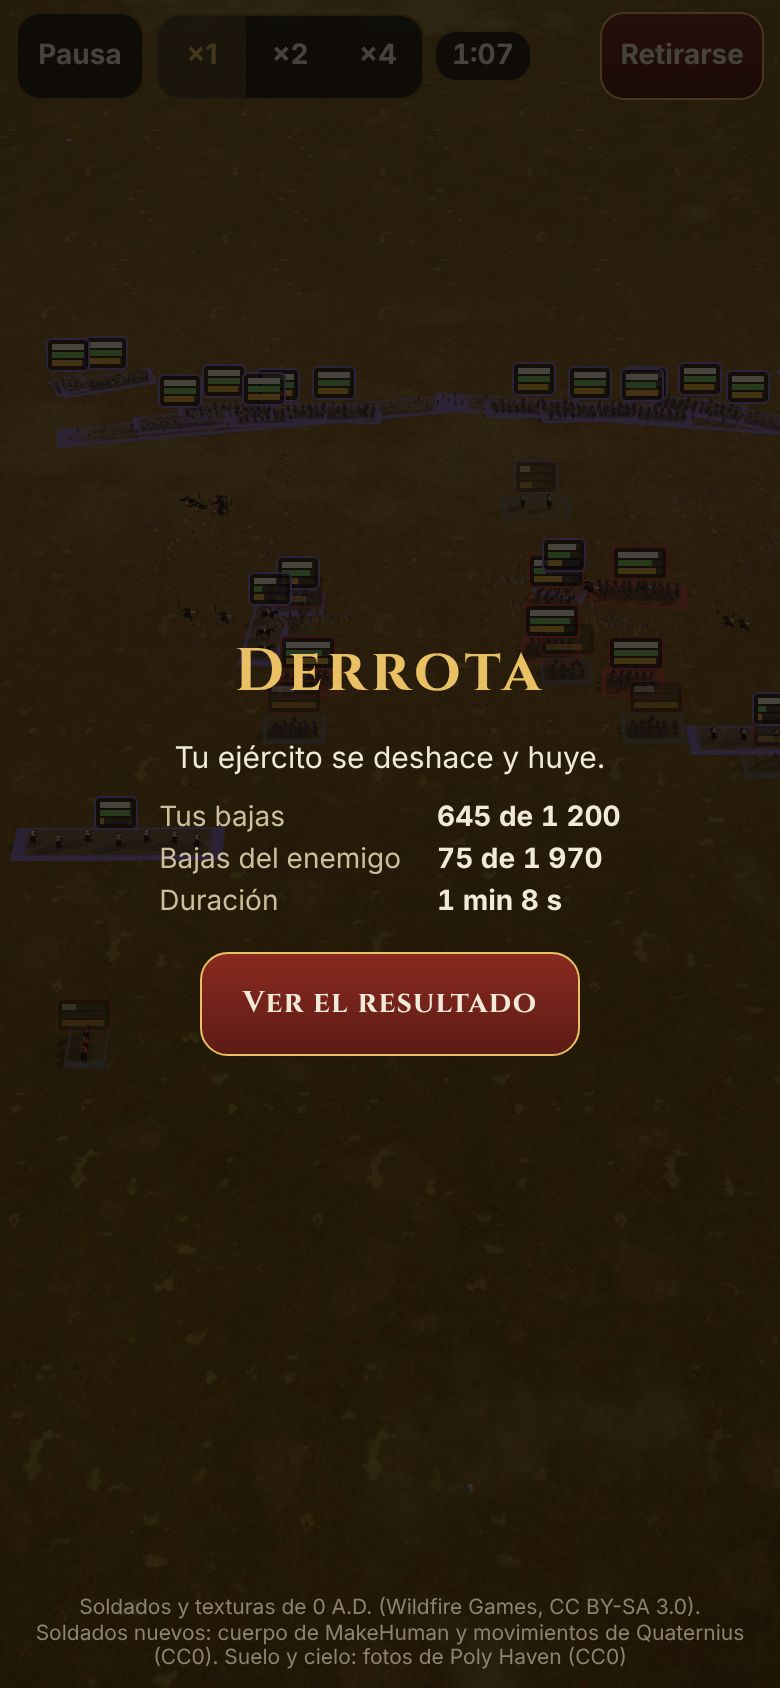 Pausa
×1
×2
×4
1:07
Retirarse
Derrota
Tu ejército se deshace y huye.
Tus bajas 645 de 1 200
Bajas del enemigo 75 de 1 970
Duración 1 min 8 s
Ver el resultado
Soldados y texturas de 0 A.D. (Wildfire Games, CC BY-SA 3.0).
Soldados nuevos: cuerpo de MakeHuman y movimientos de Quaternius
(CC0). Suelo y cielo: fotos de Poly Haven (CC0)